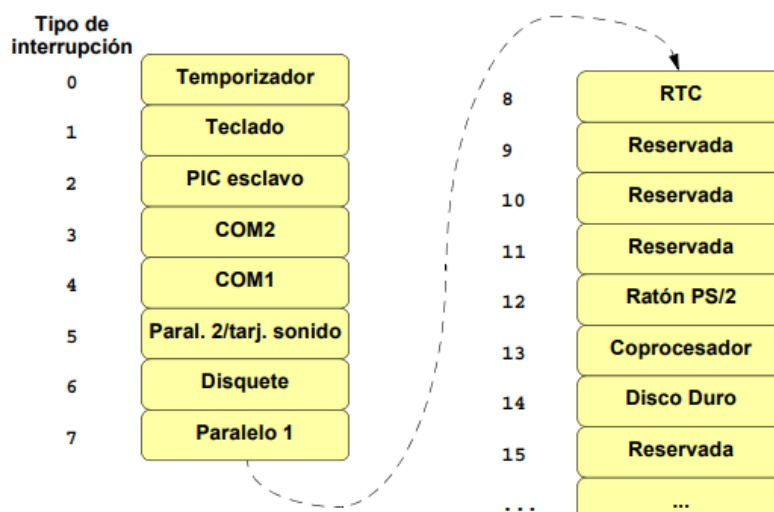 Tipo de
interrupción
0 Temporizador
1 Teclado
2 PIC esclavo
3 COM2
4 COM1
5 Paral. 2/tarj. sonido
6 Disquete
7 Paralelo 1
8 RTC
9 Reservada
10 Reservada
11 Reservada
12 Ratón PS/2
13 Coprocesador
14 Disco Duro
15 Reservada
... ...